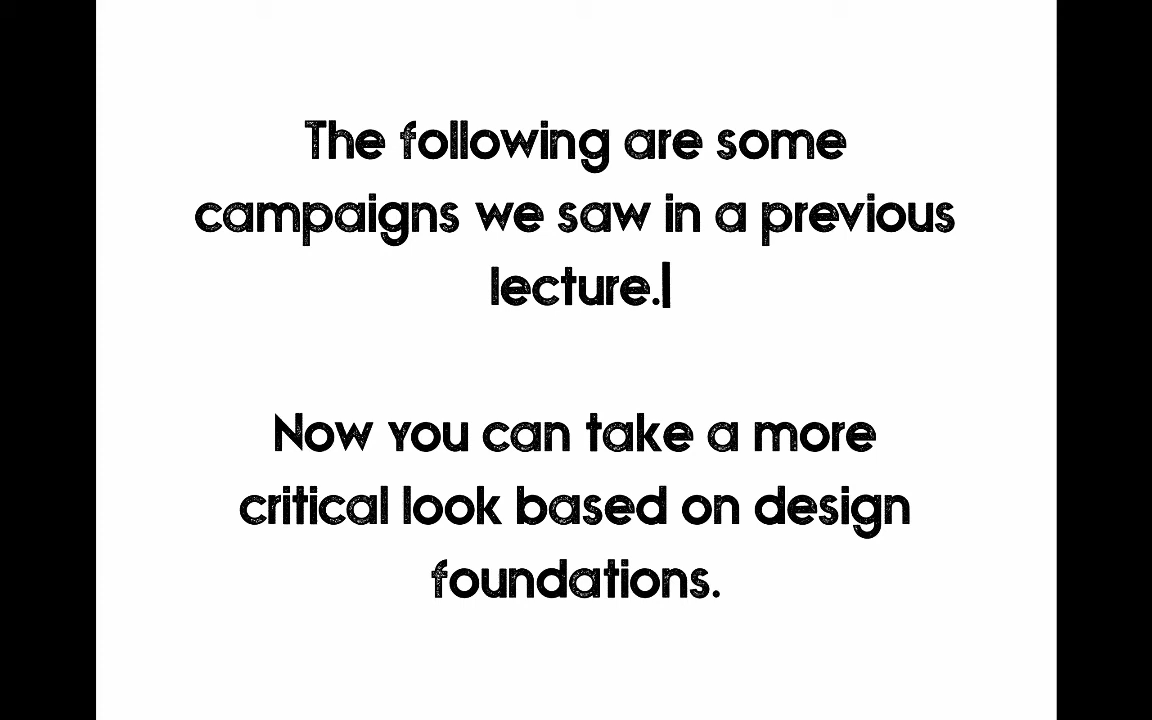 The following are some
campaigns we saw in a previous
lecture.
Now you can take a more
critical look based on design
foundations.